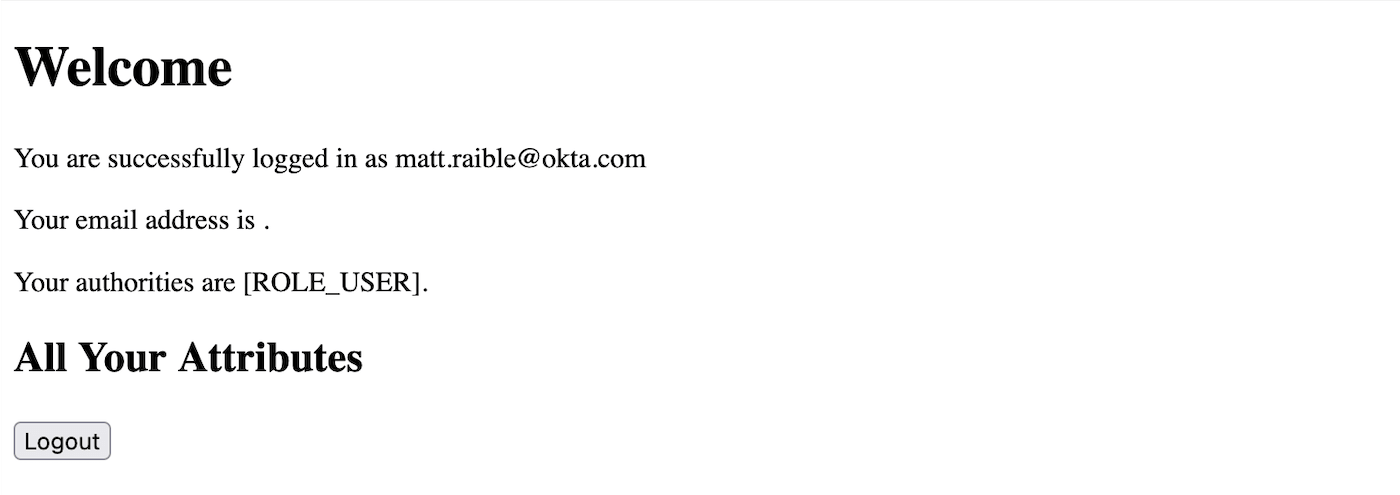 Welcome
You are successfully logged in as matt.raible@okta.com
Your email address is .
Your authorities are [ROLE_USER].
All Your Attributes
Logout